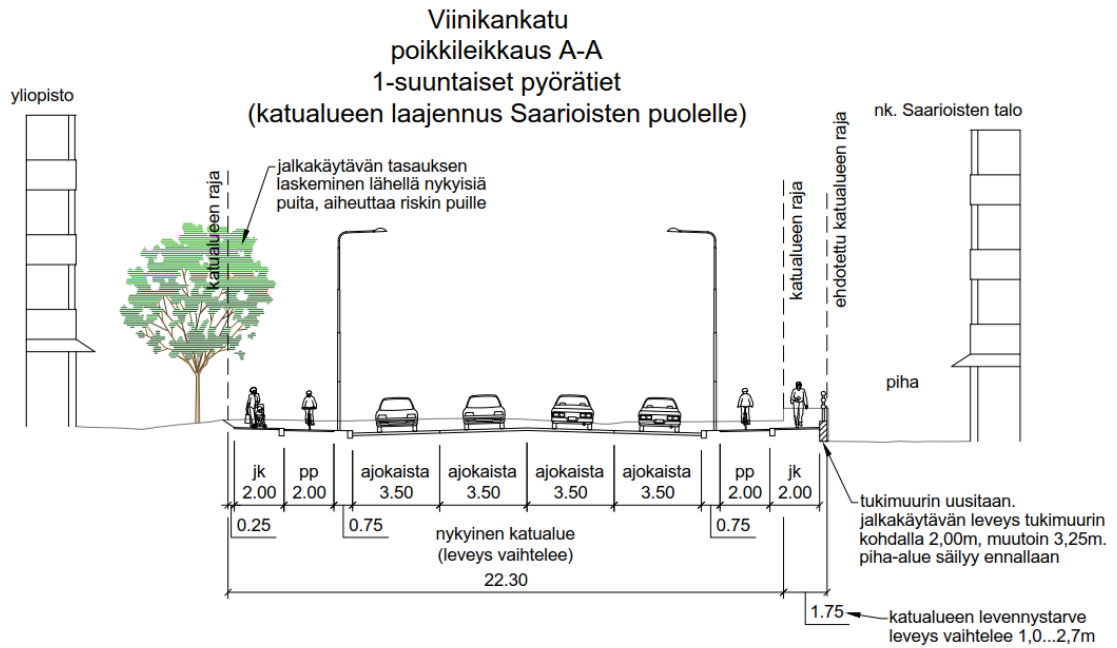 Viinikankatu
poikkileikkaus A-A
1-suuntaiset pyörätiet
(katualueen laajennus Saarioisten puolelle)
yliopisto
nk. Saarioisten talo
jalkakäytävän tasauksen
laskeminen lähellä nykyisiä
puita, aiheuttaa riskin puille
katualueen raja
katualueen raja
ehdotettu katualueen raja
piha
jk
2.00
pp
2.00
ajokaista
3.50
ajokaista
3.50
ajokaista
3.50
ajokaista
3.50
pp
2.00
jk
2.00
0.25
0.75
0.75
nykyinen katualue
(leveys vaihtelee)
22.30
tukimuurin uusitaan.
jalkakäytävän leveys tukimuurin
kohdalla 2,00m, muutoin 3,25m.
piha-alue säilyy ennallaan
1.75
katualueen levennystarve
leveys vaihtelee 1,0...2,7m